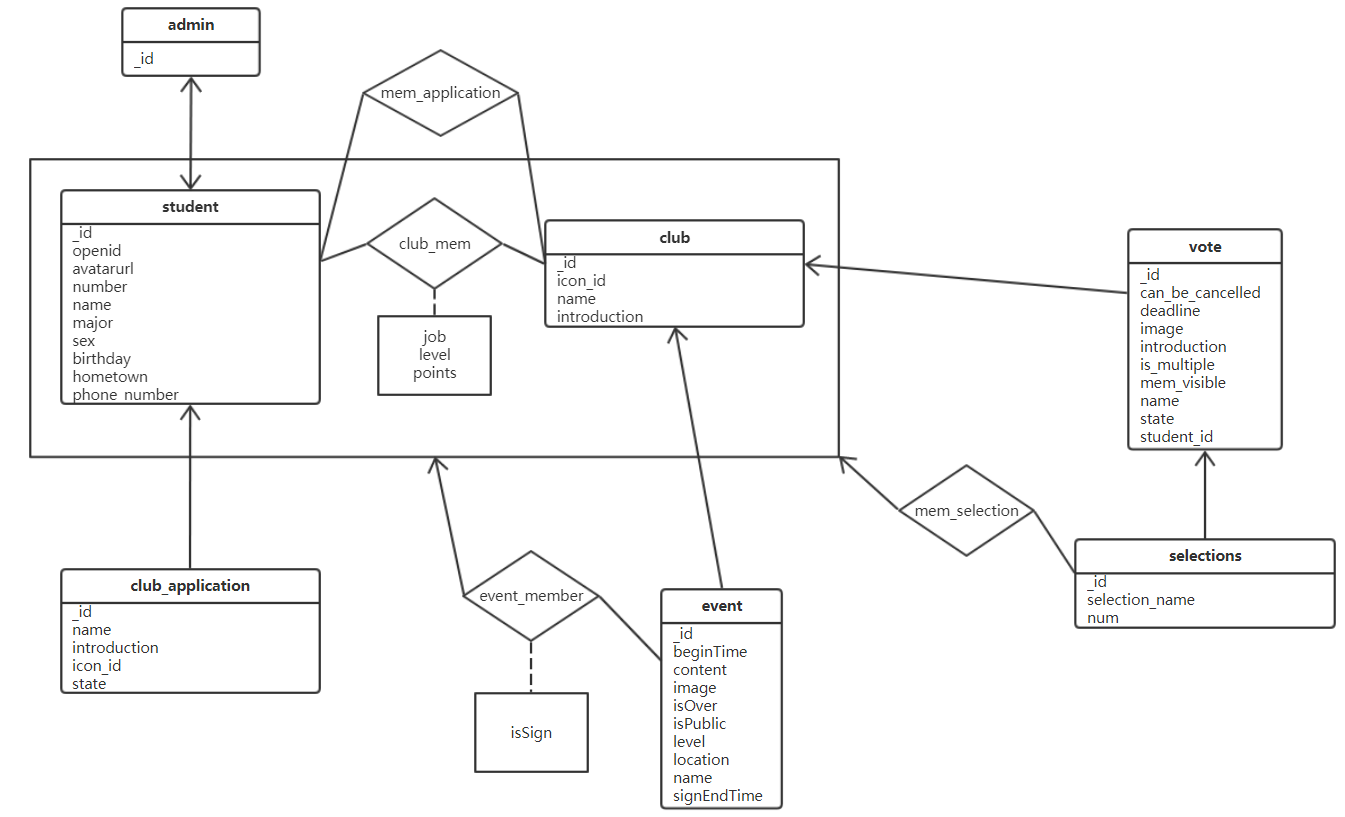 admin
_id
mem_application
student
_id
openid
avatarurl
number
name
major
sex
birthday
hometown
phone_number
club_mem
job
level
points
club
_id
icon_id
name
introduction
vote
_id
can_be_cancelled
deadline
image
introduction
is_multiple
mem_visible
name
state
student_id
mem_selection
selections
_id
selection_name
num
club_application
_id
name
introduction
icon_id
state
event_member
isSign
event
_id
beginTime
content
image
isOver
isPublic
level
location
name
signEndTime